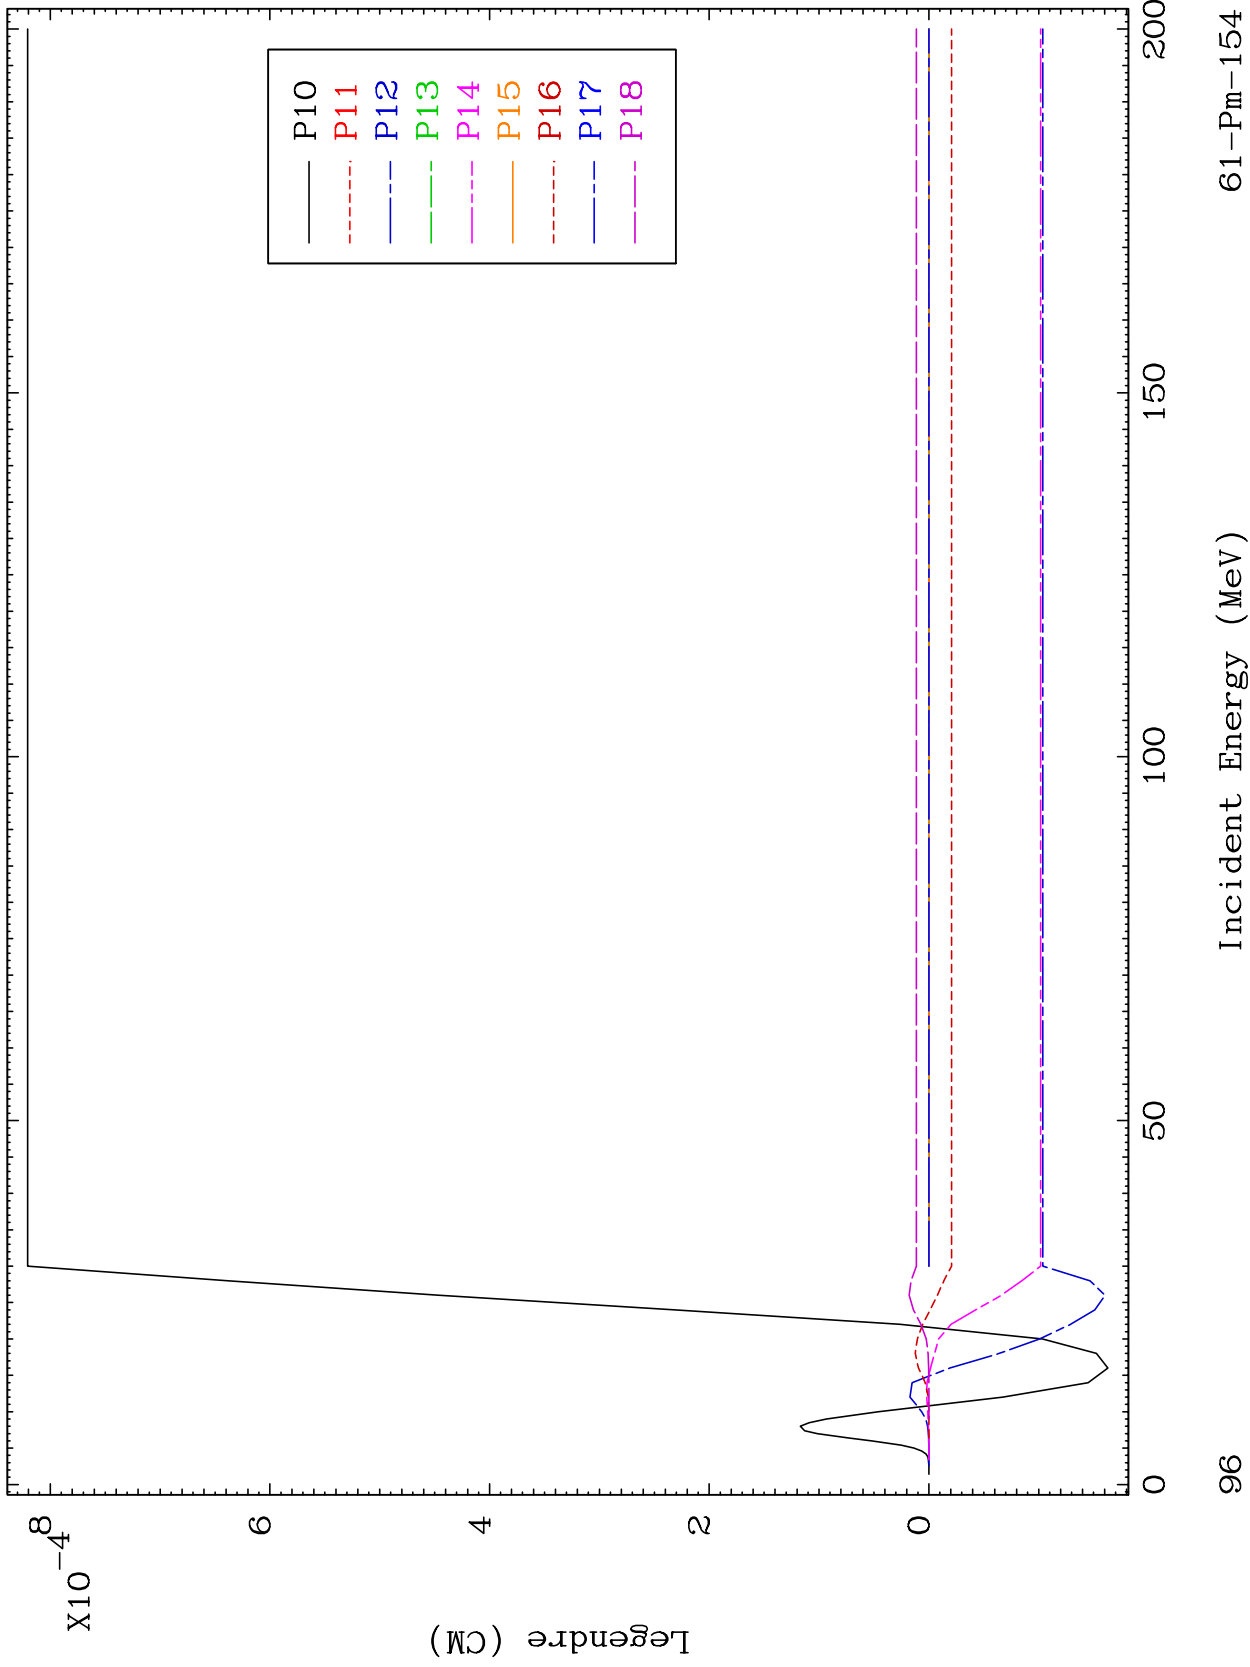 X10-4
8
6
4
2
0
Legendre (CM)
P10
P11
P12
P13
P14
P15
P16
P17
P18
0
50
100
150
200
96
Incident Energy (MeV)
61-Pm-154